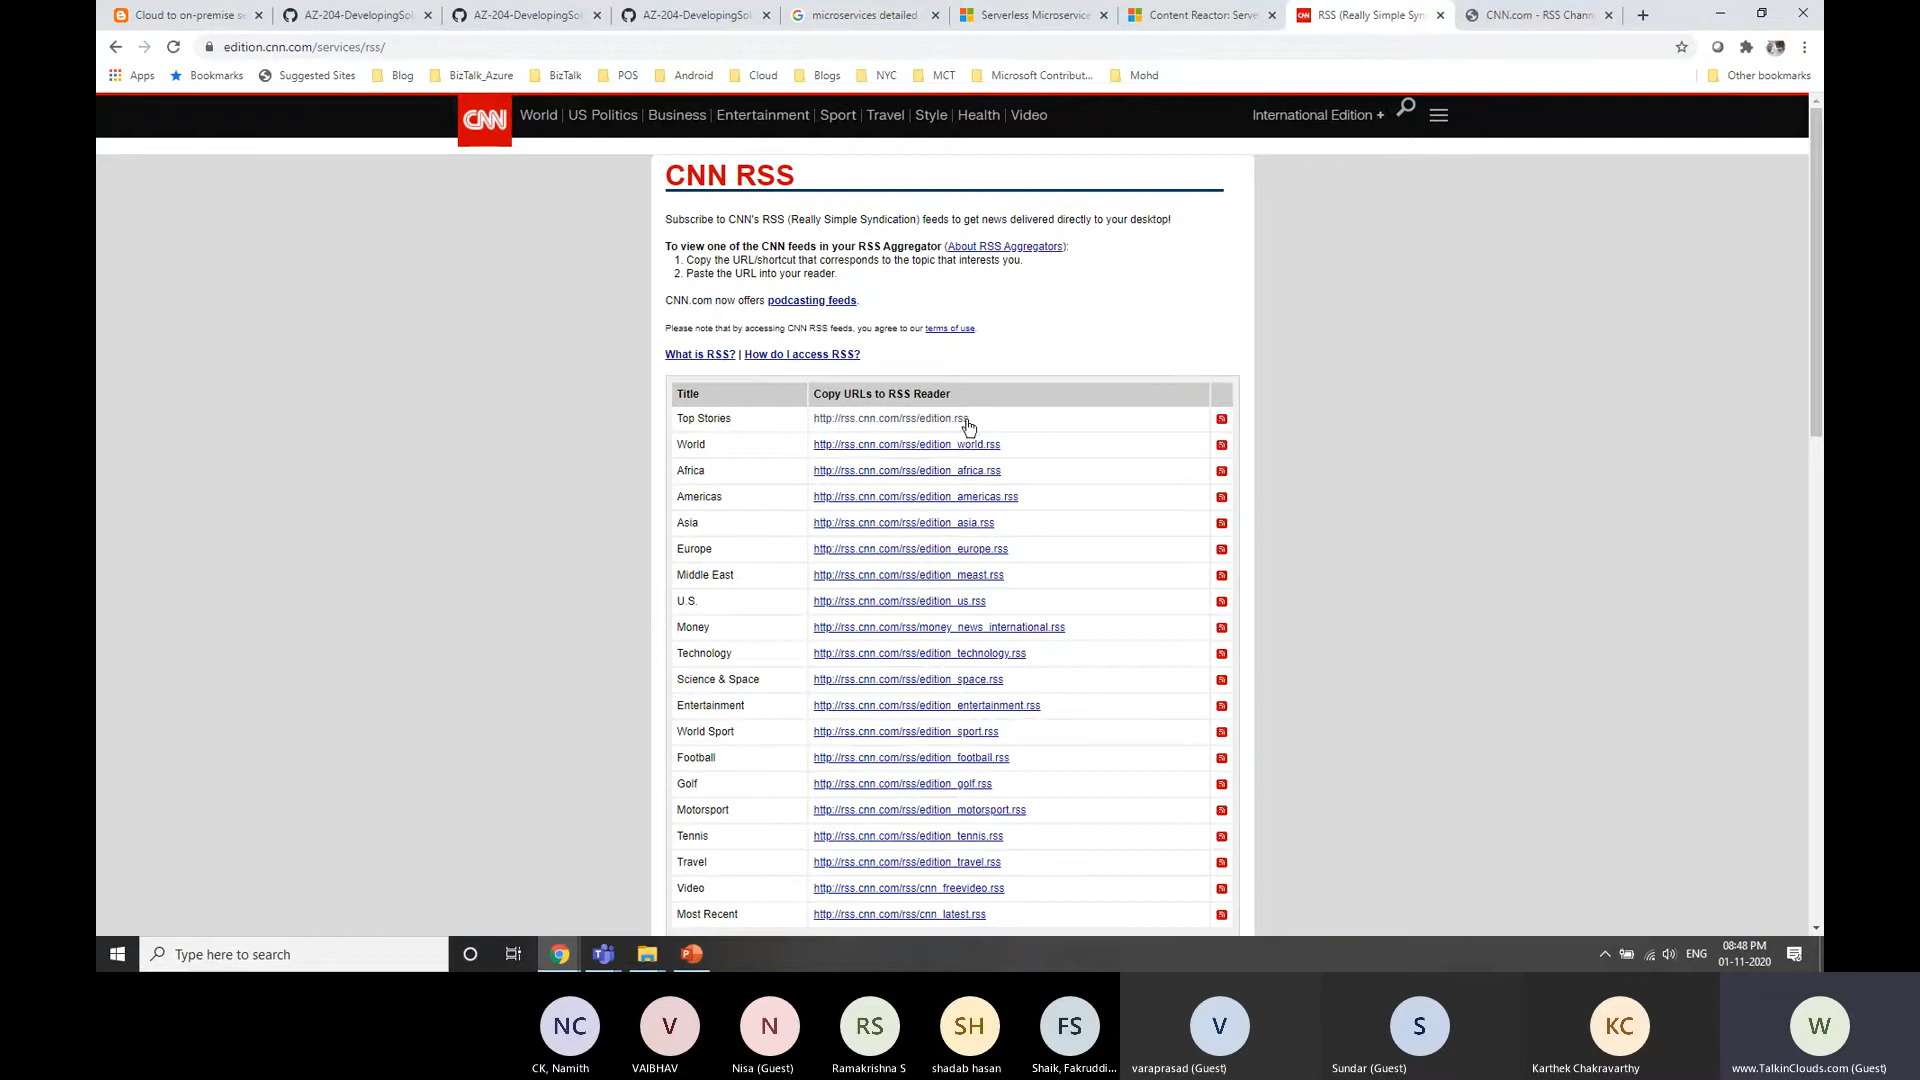 Cloud to on-premise se
AZ-204-DevelopingSol
AZ-204-DevelopingSol
AZ-204-DevelopingSol
microservices detailed
Serverless Microservice
Content Reactor: Serve
RSS (Really Simple Syn
CNN.com - RSS Chann
edition.cnn.com/services/rss/
Apps
Bookmarks
Suggested Sites
Blog
BizTalk_Azure
BizTalk
POS
Android
Cloud
Blogs
NYC
MCT
Microsoft Contribut...
Mohd
Other bookmarks
CNN
World | US Politics | Business | Entertainment | Sport | Travel | Style | Health | Video
International Edition +
CNN RSS
Subscribe to CNN's RSS (Really Simple Syndication) feeds to get news delivered directly to your desktop!
To view one of the CNN feeds in your RSS Aggregator (About RSS Aggregators):
1. Copy the URL/shortcut that corresponds to the topic that interests you.
2. Paste the URL into your reader.
CNN.com now offers podcasting feeds.
Please note that by accessing CNN RSS feeds, you agree to our terms of use.
What is RSS? | How do I access RSS?
Title Copy URLs to RSS Reader
Top Stories http://rss.cnn.com/rss/edition.rss
World http://rss.cnn.com/rss/edition_world.rss
Africa http://rss.cnn.com/rss/edition_africa.rss
Americas http://rss.cnn.com/rss/edition_americas.rss
Asia http://rss.cnn.com/rss/edition_asia.rss
Europe http://rss.cnn.com/rss/edition_europe.rss
Middle East http://rss.cnn.com/rss/edition_meast.rss
U.S. http://rss.cnn.com/rss/edition_us.rss
Money http://rss.cnn.com/rss/money_news_international.rss
Technology http://rss.cnn.com/rss/edition_technology.rss
Science & Space http://rss.cnn.com/rss/edition_space.rss
Entertainment http://rss.cnn.com/rss/edition_entertainment.rss
World Sport http://rss.cnn.com/rss/edition_sport.rss
Football http://rss.cnn.com/rss/edition_football.rss
Golf http://rss.cnn.com/rss/edition_golf.rss
Motorsport http://rss.cnn.com/rss/edition_motorsport.rss
Tennis http://rss.cnn.com/rss/edition_tennis.rss
Travel http://rss.cnn.com/rss/edition_travel.rss
Video http://rss.cnn.com/rss/cnn_freevideo.rss
Most Recent http://rss.cnn.com/rss/cnn_latest.rss
Type here to search
ENG
08:48 PM
01-11-2020
NC
V
N
RS
SH
FS
V
S
KC
W
CK, Namith
VAIBHAV
Nisa (Guest)
Ramakrishna S
shadab hasan
Shaik, Fakruddi...
varaprasad (Guest)
Sundar (Guest)
Karthek Chakravarthy
www.TalkinClouds.com (Guest)